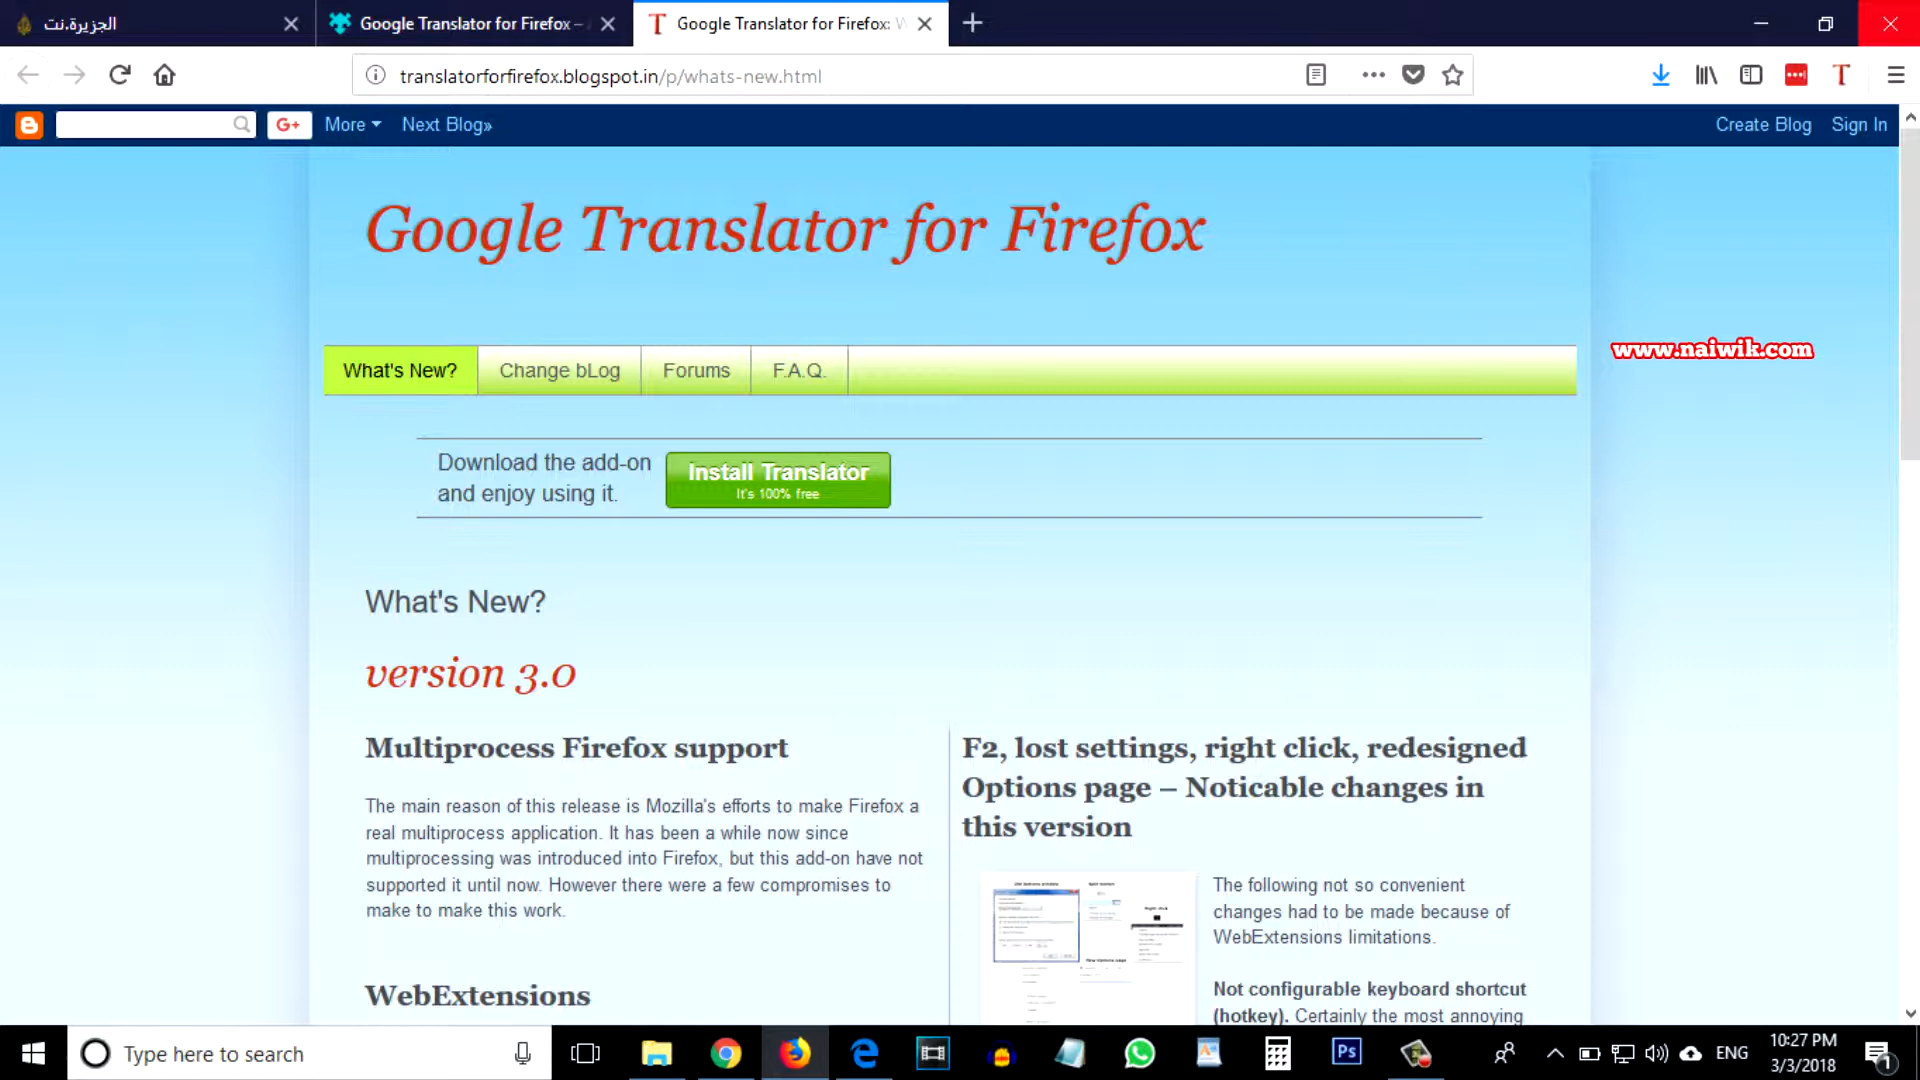 الجزيرة.نت
Google Translator for Firefox –
Google Translator for Firefox: W
translatorforfirefox.blogspot.in/p/whats-new.html
G+ More Next Blog» Create Blog Sign In
Google Translator for Firefox
What's New? Change bLog Forums F.A.Q.
www.naiwik.com
Download the add-on
and enjoy using it.
Install Translator
It's 100% free
What's New?
version 3.0
Multiprocess Firefox support
The main reason of this release is Mozilla's efforts to make Firefox a
real multiprocess application. It has been a while now since
multiprocessing was introduced into Firefox, but this add-on have not
supported it until now. However there were a few compromises to
make to make this work.
WebExtensions
F2, lost settings, right click, redesigned
Options page – Noticable changes in
this version
The following not so convenient
changes had to be made because of
WebExtensions limitations.
Not configurable keyboard shortcut
(hotkey). Certainly the most annoying
Type here to search
Ps
ENG
10:27 PM
3/3/2018
1